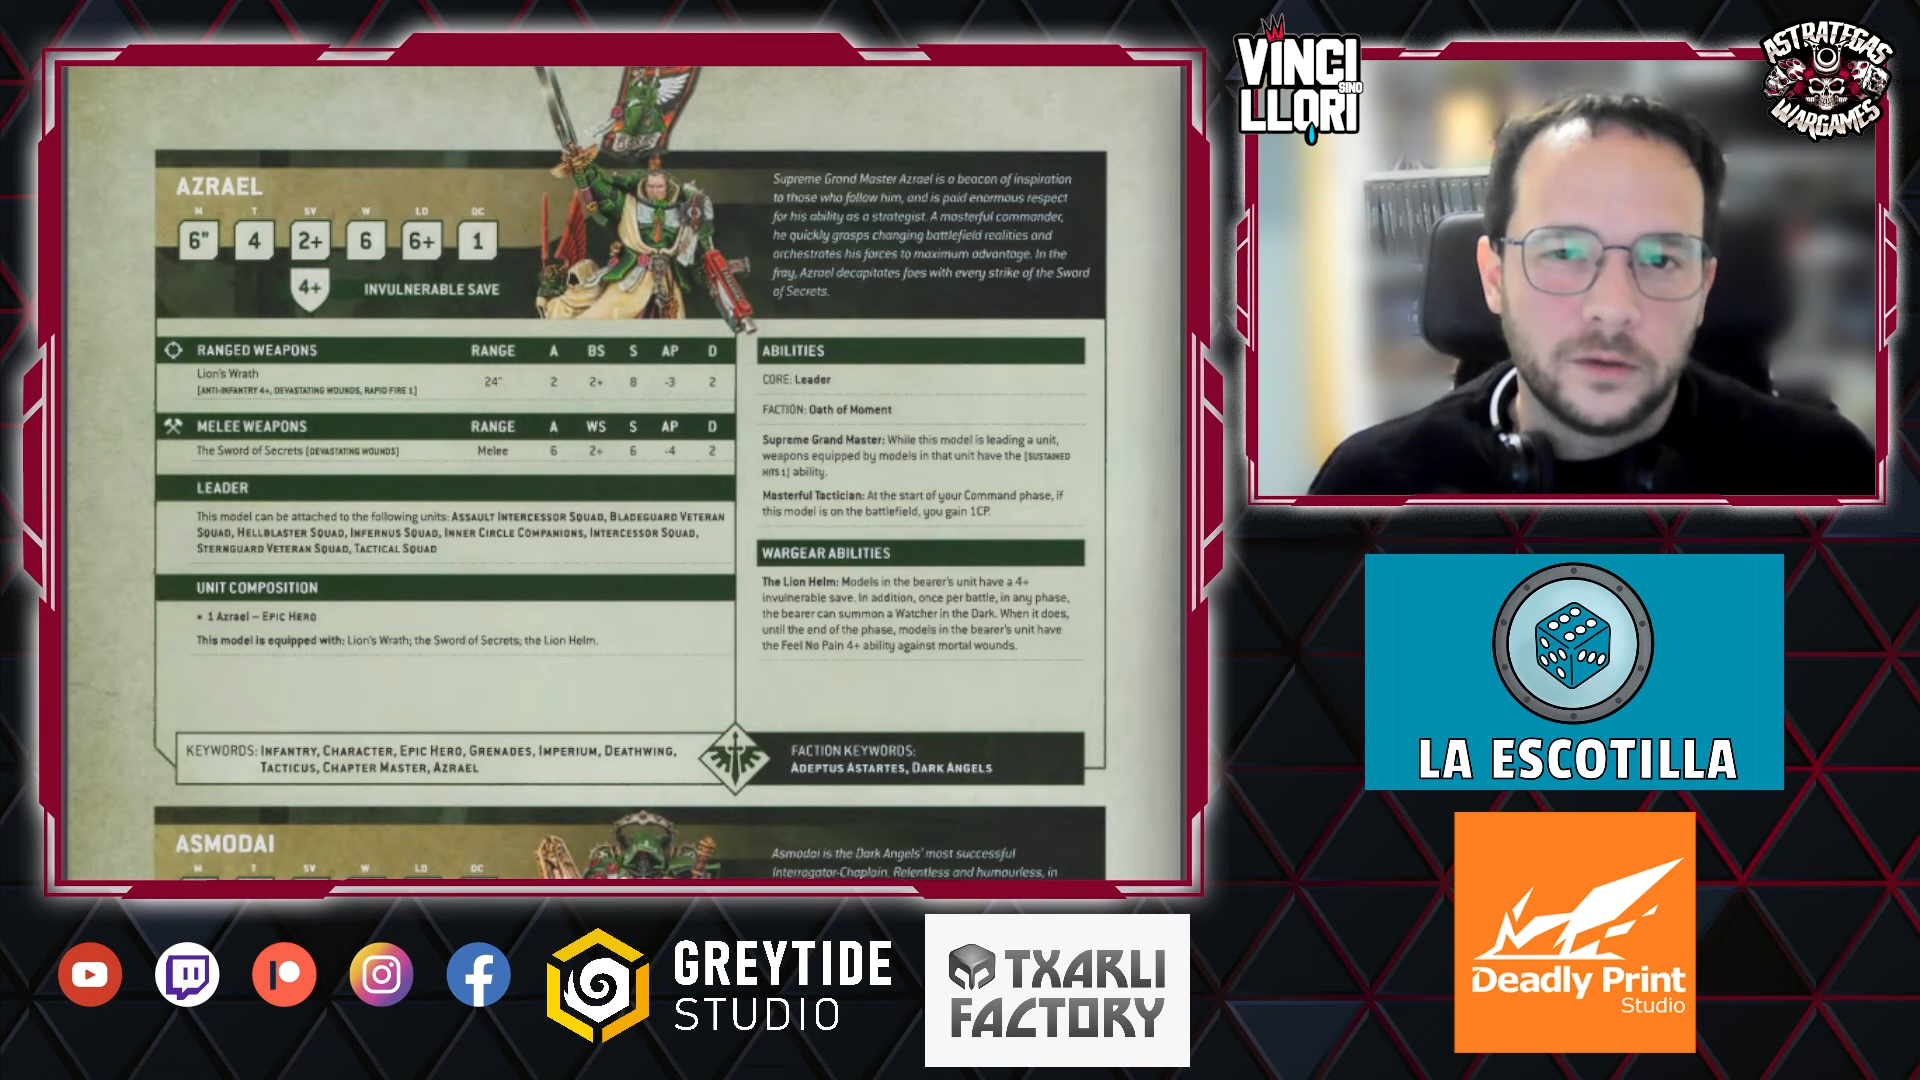 AZRAEL
M T SV W LD OC
6" 4 2+ 6 6+ 1
4+ INVULNERABLE SAVE
Supreme Grand Master Azrael is a beacon of inspiration
to those who follow him, and is paid enormous respect
for his ability as a strategist. A masterful commander,
he quickly grasps changing battlefield realities and
orchestrates his forces to maximum advantage. In the
fray, Azrael decapitates foes with every strike of the Sword
of Secrets.
RANGED WEAPONS RANGE A BS S AP D
Lion's Wrath
[ANTI-INFANTRY 4+, DEVASTATING WOUNDS, RAPID FIRE 1] 24" 2 2+ 8 -3 2
MELEE WEAPONS RANGE A WS S AP D
The Sword of Secrets [DEVASTATING WOUNDS] Melee 6 2+ 6 -4 2
LEADER
This model can be attached to the following units: ASSAULT INTERCESSOR SQUAD, BLADEGUARD VETERAN
SQUAD, HELLBLASTER SQUAD, INFERNUS SQUAD, INNER CIRCLE COMPANIONS, INTERCESSOR SQUAD,
STERNGUARD VETERAN SQUAD, TACTICAL SQUAD
UNIT COMPOSITION
▪ 1 Azrael – EPIC HERO
This model is equipped with: Lion's Wrath; the Sword of Secrets; the Lion Helm.
ABILITIES
CORE: Leader
FACTION: Oath of Moment
Supreme Grand Master: While this model is leading a unit,
weapons equipped by models in that unit have the [SUSTAINED
HITS 1] ability.
Masterful Tactician: At the start of your Command phase, if
this model is on the battlefield, you gain 1CP.
WARGEAR ABILITIES
The Lion Helm: Models in the bearer's unit have a 4+
invulnerable save. In addition, once per battle, in any phase,
the bearer can summon a Watcher in the Dark. When it does,
until the end of the phase, models in the bearer's unit have
the Feel No Pain 4+ ability against mortal wounds.
KEYWORDS: INFANTRY, CHARACTER, EPIC HERO, GRENADES, IMPERIUM, DEATHWING,
TACTICUS, CHAPTER MASTER, AZRAEL
FACTION KEYWORDS:
ADEPTUS ASTARTES, DARK ANGELS
ASMODAI
M T SV W LD OC
Asmodai is the Dark Angels' most successful
Interrogator-Chaplain. Relentless and humourless, in
VINCI
SINO
LLORI
ASTRATEGAS
WARGAMES
LA ESCOTILLA
Deadly Print
Studio
GREYTIDE
STUDIO
TXARLI
FACTORY